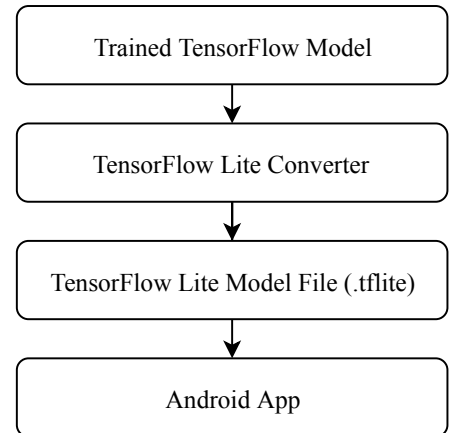 Trained TensorFlow Model
TensorFlow Lite Converter
TensorFlow Lite Model File (.tflite)
Android App